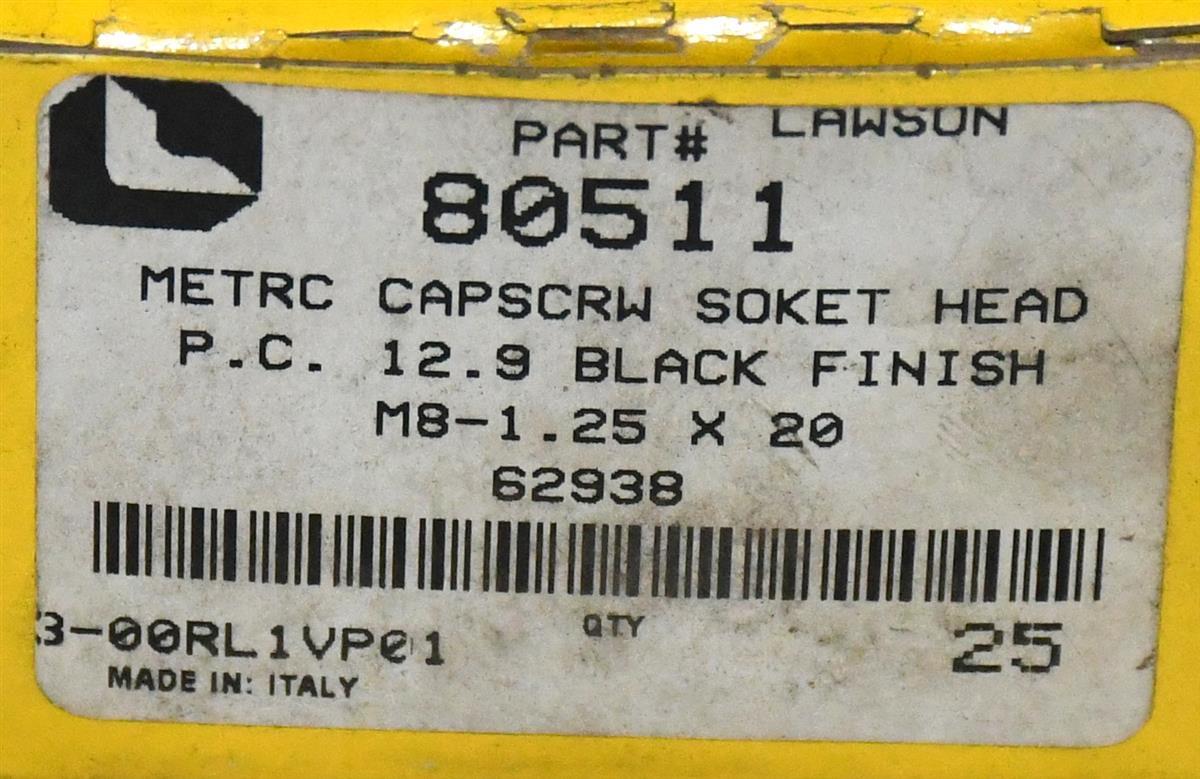 LAWSON
PART#
80511
METRC CAPSCRW SOKET HEAD
P.C. 12.9 BLACK FINISH
M8-1.25 X 20
62938
3-00RL1VP01
QTY 25
MADE IN: ITALY